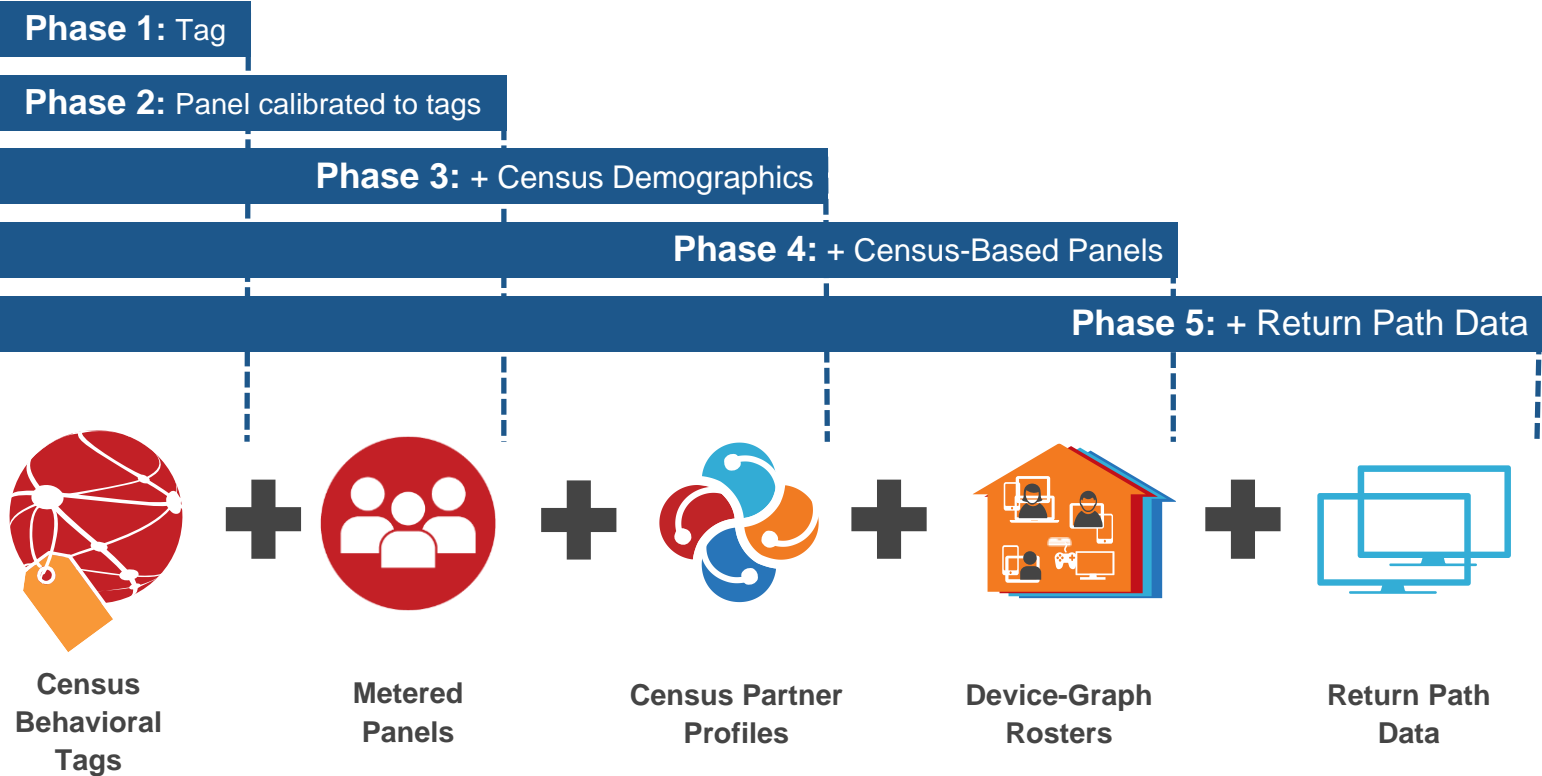 Phase 1: Tag
Phase 2: Panel calibrated to tags
Phase 3: + Census Demographics
Phase 4: + Census-Based Panels
Phase 5: + Return Path Data
Census
Behavioral
Tags
Metered
Panels
Census Partner
Profiles
Device-Graph
Rosters
Return Path
Data